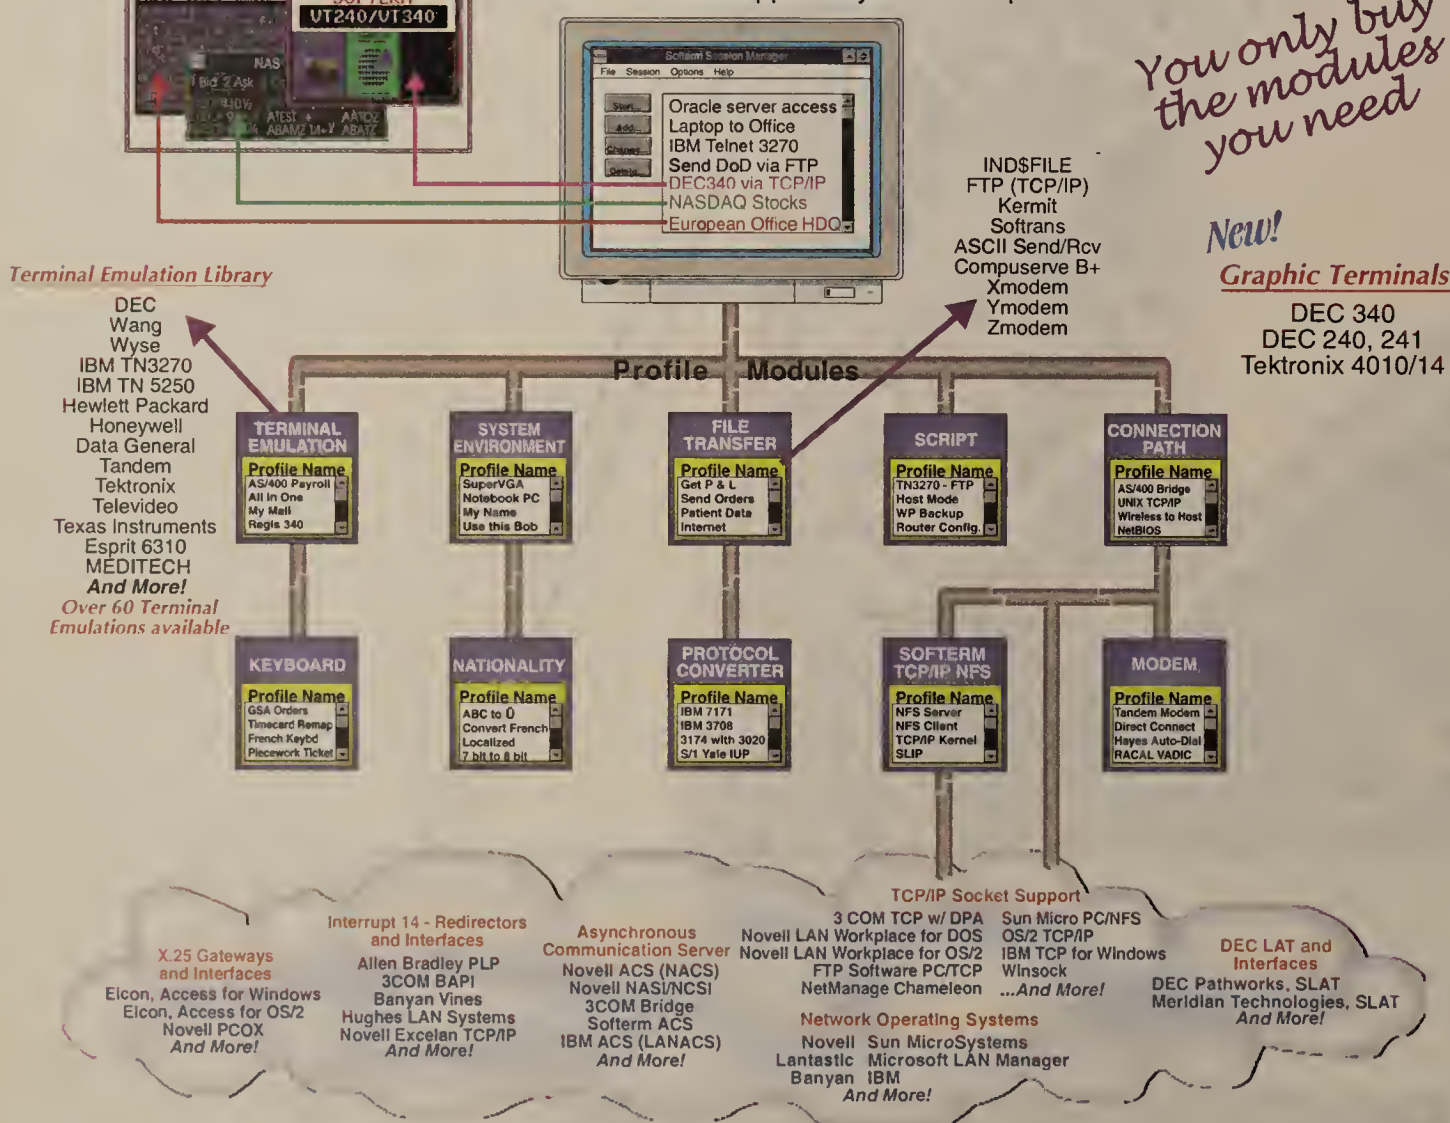 VT240/VT340
NAS
Bid 2 Ask
ATEST +
You only buy
the modules
you need
Softerm Session Manager
File Session Options Help
Start...
Add...
Change...
Delete...
Oracle server access
Laptop to Office
IBM Telnet 3270
Send DoD via FTP
DEC340 via TCP/IP
NASDAQ Stocks
European Office HDQ
IND$FILE
FTP (TCP/IP)
Kermit
Softrans
ASCII Send/Rcv
Compuserve B+
Xmodem
Ymodem
Zmodem
New!
Graphic Terminals
DEC 340
DEC 240, 241
Tektronix 4010/14
Terminal Emulation Library
DEC
Wang
Wyse
IBM TN3270
IBM TN 5250
Hewlett Packard
Honeywell
Data General
Tandem
Tektronix
Televideo
Texas Instruments
Esprit 6310
MEDITECH
And More!
Over 60 Terminal
Emulations available
Profile Modules
TERMINAL
EMULATION
Profile Name
AS/400 Payroll
All in One
My Mail
Regis 340
SYSTEM
ENVIRONMENT
Profile Name
SuperVGA
Notebook PC
My Name
Use this Bob
FILE
TRANSFER
Profile Name
Get P & L
Send Orders
Patient Data
Internet
SCRIPT
Profile Name
TN3270 - FTP
Host Mode
WP Backup
Router Config.
CONNECTION
PATH
Profile Name
AS/400 Bridge
UNIX TCP/IP
Wireless to Host
NetBIOS
KEYBOARD
Profile Name
GSA Orders
Timecard Remap
French Keybd
Piecework Ticket
NATIONALITY
Profile Name
ABC to Ü
Convert French
Localized
7 bit to 8 bit
PROTOCOL
CONVERTER
Profile Name
IBM 7171
IBM 3708
3174 with 3020
S/1 Yale IUP
SOFTERM
TCP/IP NFS
Profile Name
NFS Server
NFS Client
TCP/IP Kernel
SLIP
MODEM
Profile Name
Tandem Modem
Direct Connect
Hayes Auto-Dial
RACAL VADIC
X.25 Gateways
and Interfaces
Eicon, Access for Windows
Eicon, Access for OS/2
Novell PCOX
And More!
Interrupt 14 - Redirectors
and Interfaces
Allen Bradley PLP
3COM BAPI
Banyan Vines
Hughes LAN Systems
Novell Excelan TCP/IP
And More!
Asynchronous
Communication Server
Novell ACS (NACS)
Novell NASI/NCSI
3COM Bridge
Softerm ACS
IBM ACS (LANACS)
And More!
TCP/IP Socket Support
3 COM TCP w/ DPA Sun Micro PC/NFS
Novell LAN Workplace for DOS OS/2 TCP/IP
Novell LAN Workplace for OS/2 IBM TCP for Windows
FTP Software PC/TCP Winsock
NetManage Chameleon ...And More!
Network Operating Systems
Novell Sun MicroSystems
Lantastic Microsoft LAN Manager
Banyan IBM
And More!
DEC LAT and
Interfaces
DEC Pathworks, SLAT
Meridian Technologies, SLAT
And More!